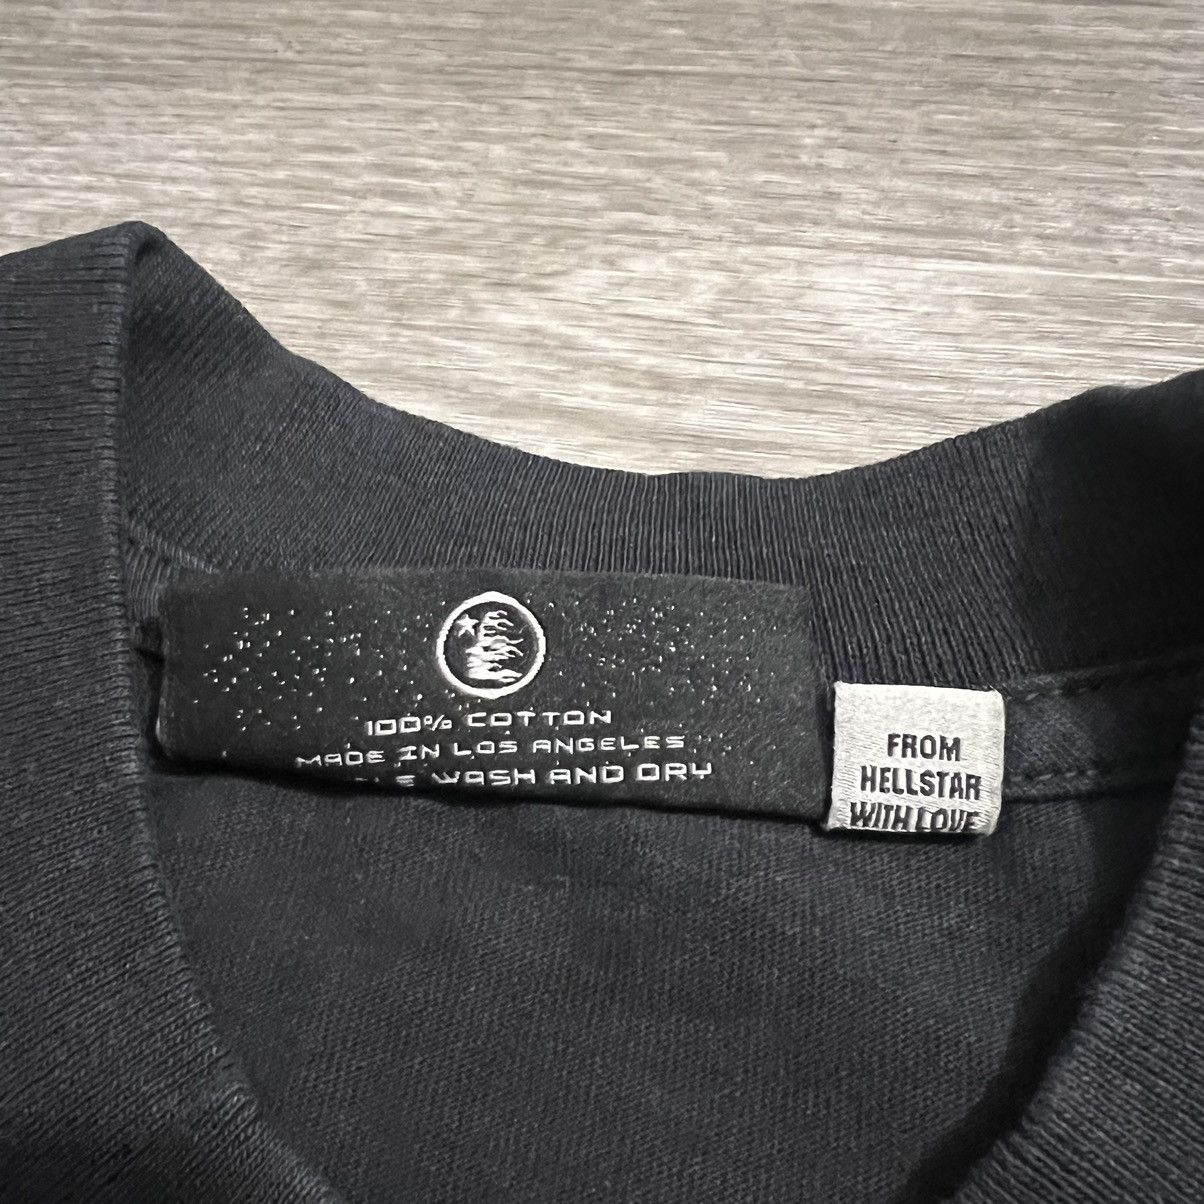 100% COTTON
MADE IN LOS ANGELES
WASH AND DRY
FROM
HELLSTAR
WITH LOVE